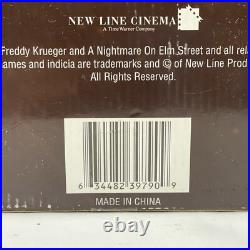 NEW LINE CINEMA
A Time Warner Company
Freddy Krueger and A Nightmare On Elm Street and all rela
ames and indicia are trademarks and © of New Line Prod
All Rights Reserved.
6 34482 39790 9
MADE IN CHINA